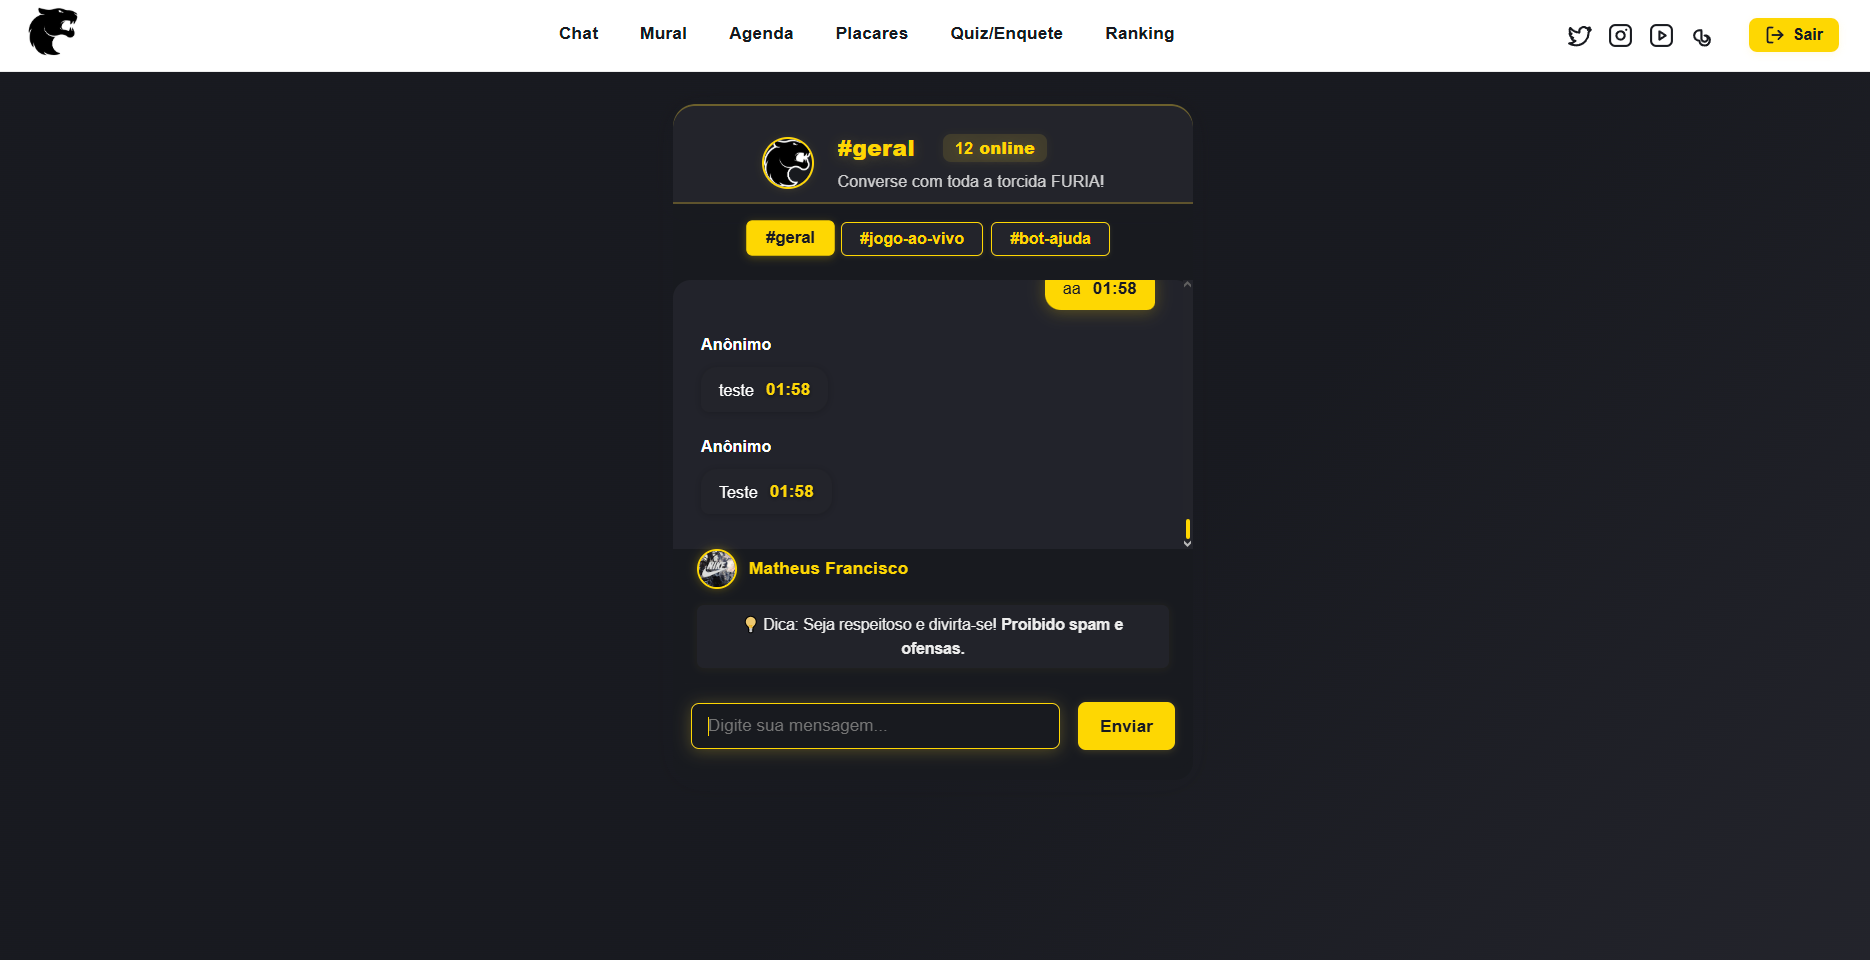 Chat Mural Agenda Placares Quiz/Enquete Ranking Sair
#geral 12 online
Converse com toda a torcida FURIA!
#geral #jogo-ao-vivo #bot-ajuda
aa 01:58
Anônimo
teste 01:58
Anônimo
Teste 01:58
NIKE
Matheus Francisco
💡 Dica: Seja respeitoso e divirta-se! Proibido spam e
ofensas.
Digite sua mensagem...
Enviar